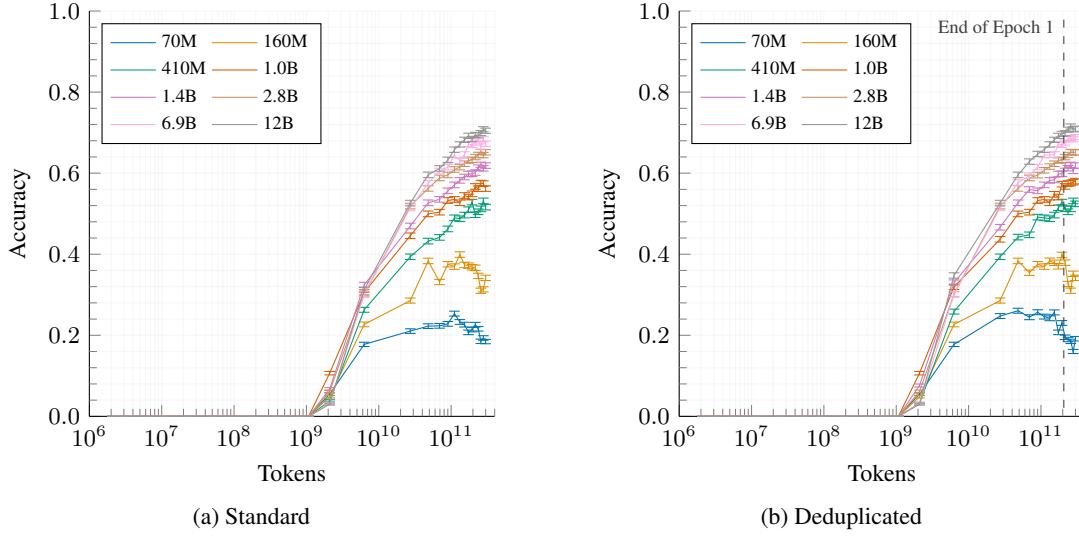 1.0
0.8
0.6
0.4
0.2
0.0
Accuracy
70M 160M
410M 1.0B
1.4B 2.8B
6.9B 12B
10^6 10^7 10^8 10^9 10^10 10^11
Tokens
(a) Standard
1.0
0.8
0.6
0.4
0.2
0.0
Accuracy
End of Epoch 1
70M 160M
410M 1.0B
1.4B 2.8B
6.9B 12B
10^6 10^7 10^8 10^9 10^10 10^11
Tokens
(b) Deduplicated